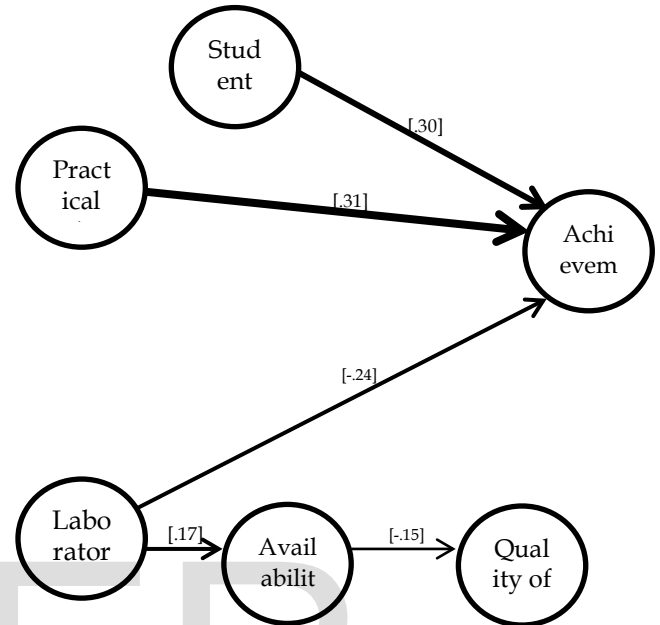 Stud
ent
[.30]
Pract
ical
[.31]
Achi
evem
[-.24]
Labo
rator
[.17]
Avail
abilit
[-.15]
Qual
ity of